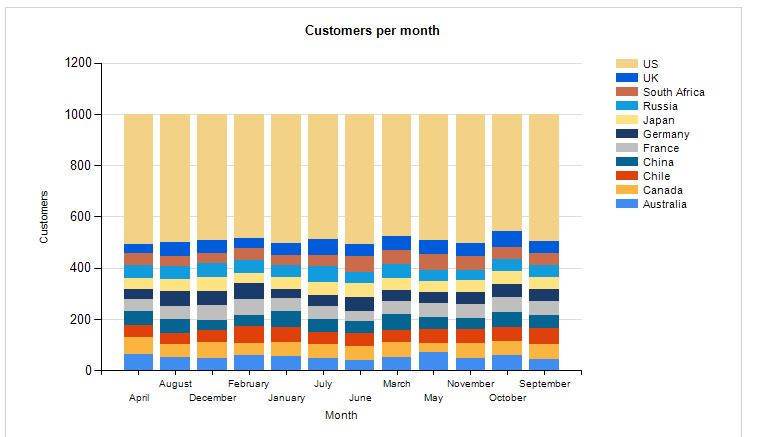 Customers per month
1200
1000
800
600
400
200
0
Customers
April
August
December
February
January
July
June
March
May
November
October
September
Month
US
UK
South Africa
Russia
Japan
Germany
France
China
Chile
Canada
Australia